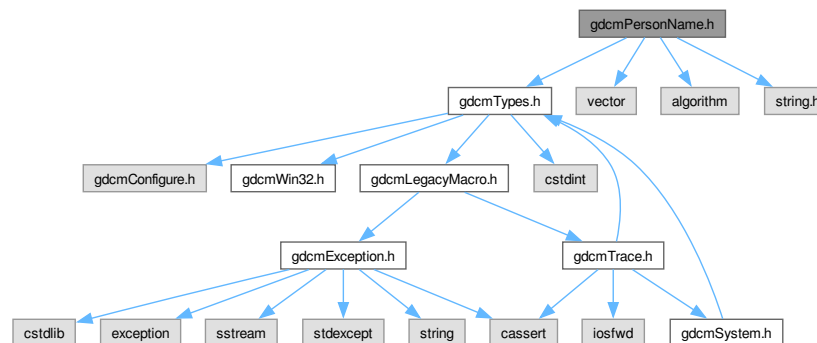 gdcmPersonName.h
gdcmTypes.h
vector
algorithm
string.h
gdcmConfigure.h
gdcmWin32.h
gdcmLegacyMacro.h
cstdint
gdcmException.h
gdcmTrace.h
cstdlib
exception
sstream
stdexcept
string
cassert
iosfwd
gdcmSystem.h